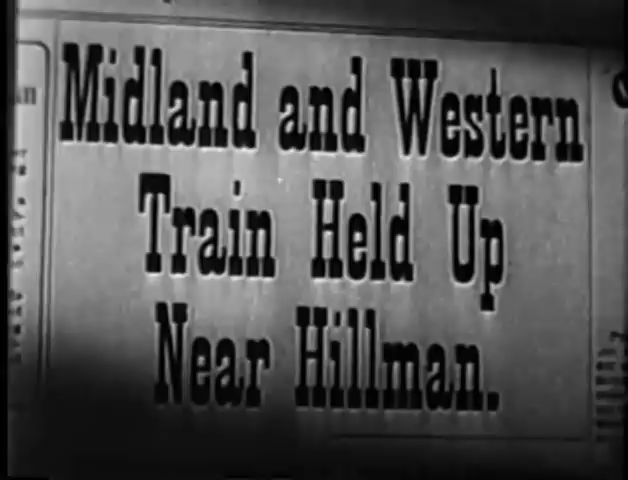 Midland and Western
Train Held Up
Near Hillman.